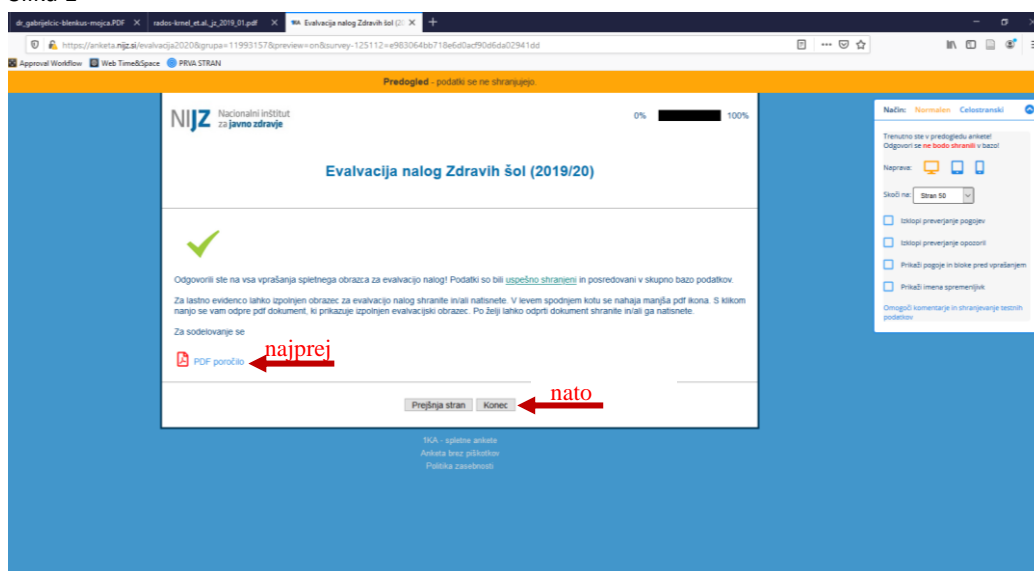 dr_gabrijelcic-blenkus-mojca.PDF
rados-krnel_et.al._jz_2019_01.pdf
1KA Evalvacija nalog Zdravih šol (2
https://anketa.nijz.si/evalvacija2020&grupa=11993157&preview=on&survey-125112=e983064bb718e6d0acf90d6da02941dd
Approval Workflow Web Time&Space PRVA STRAN
Predogled - podatki se ne shranjujejo.
NIJZ Nacionalni inštitut
za javno zdravje
0% 100%
Evalvacija nalog Zdravih šol (2019/20)
Odgovorili ste na vsa vprašanja spletnega obrazca za evalvacijo nalog! Podatki so bili uspešno shranjeni in posredovani v skupno bazo podatkov.
Za lastno evidenco lahko izpolnjen obrazec za evalvacijo nalog shranite in/ali natisnete. V levem spodnjem kotu se nahaja manjša pdf ikona. S klikom
nanjo se vam odpre pdf dokument, ki prikazuje izpolnjen evalvacijski obrazec. Po želji lahko odprti dokument shranite in/ali ga natisnete.
Za sodelovanje se
PDF poročilo
najprej
nato
Prejšnja stran Konec
1KA - spletne ankete
Anketa brez piškotkov
Politika zasebnosti
Način: Normalen Celostranski
Trenutno ste v predogledu ankete!
Odgovori se ne bodo shranili v bazo!
Naprave:
Skoči na: Stran 50
Izklopi preverjanje pogojev
Izklopi preverjanje opozoril
Prikaži pogoje in bloke pred vprašanjem
Prikaži imena spremenljivk
Omogoči komentarje in shranjevanje testnih
podatkov